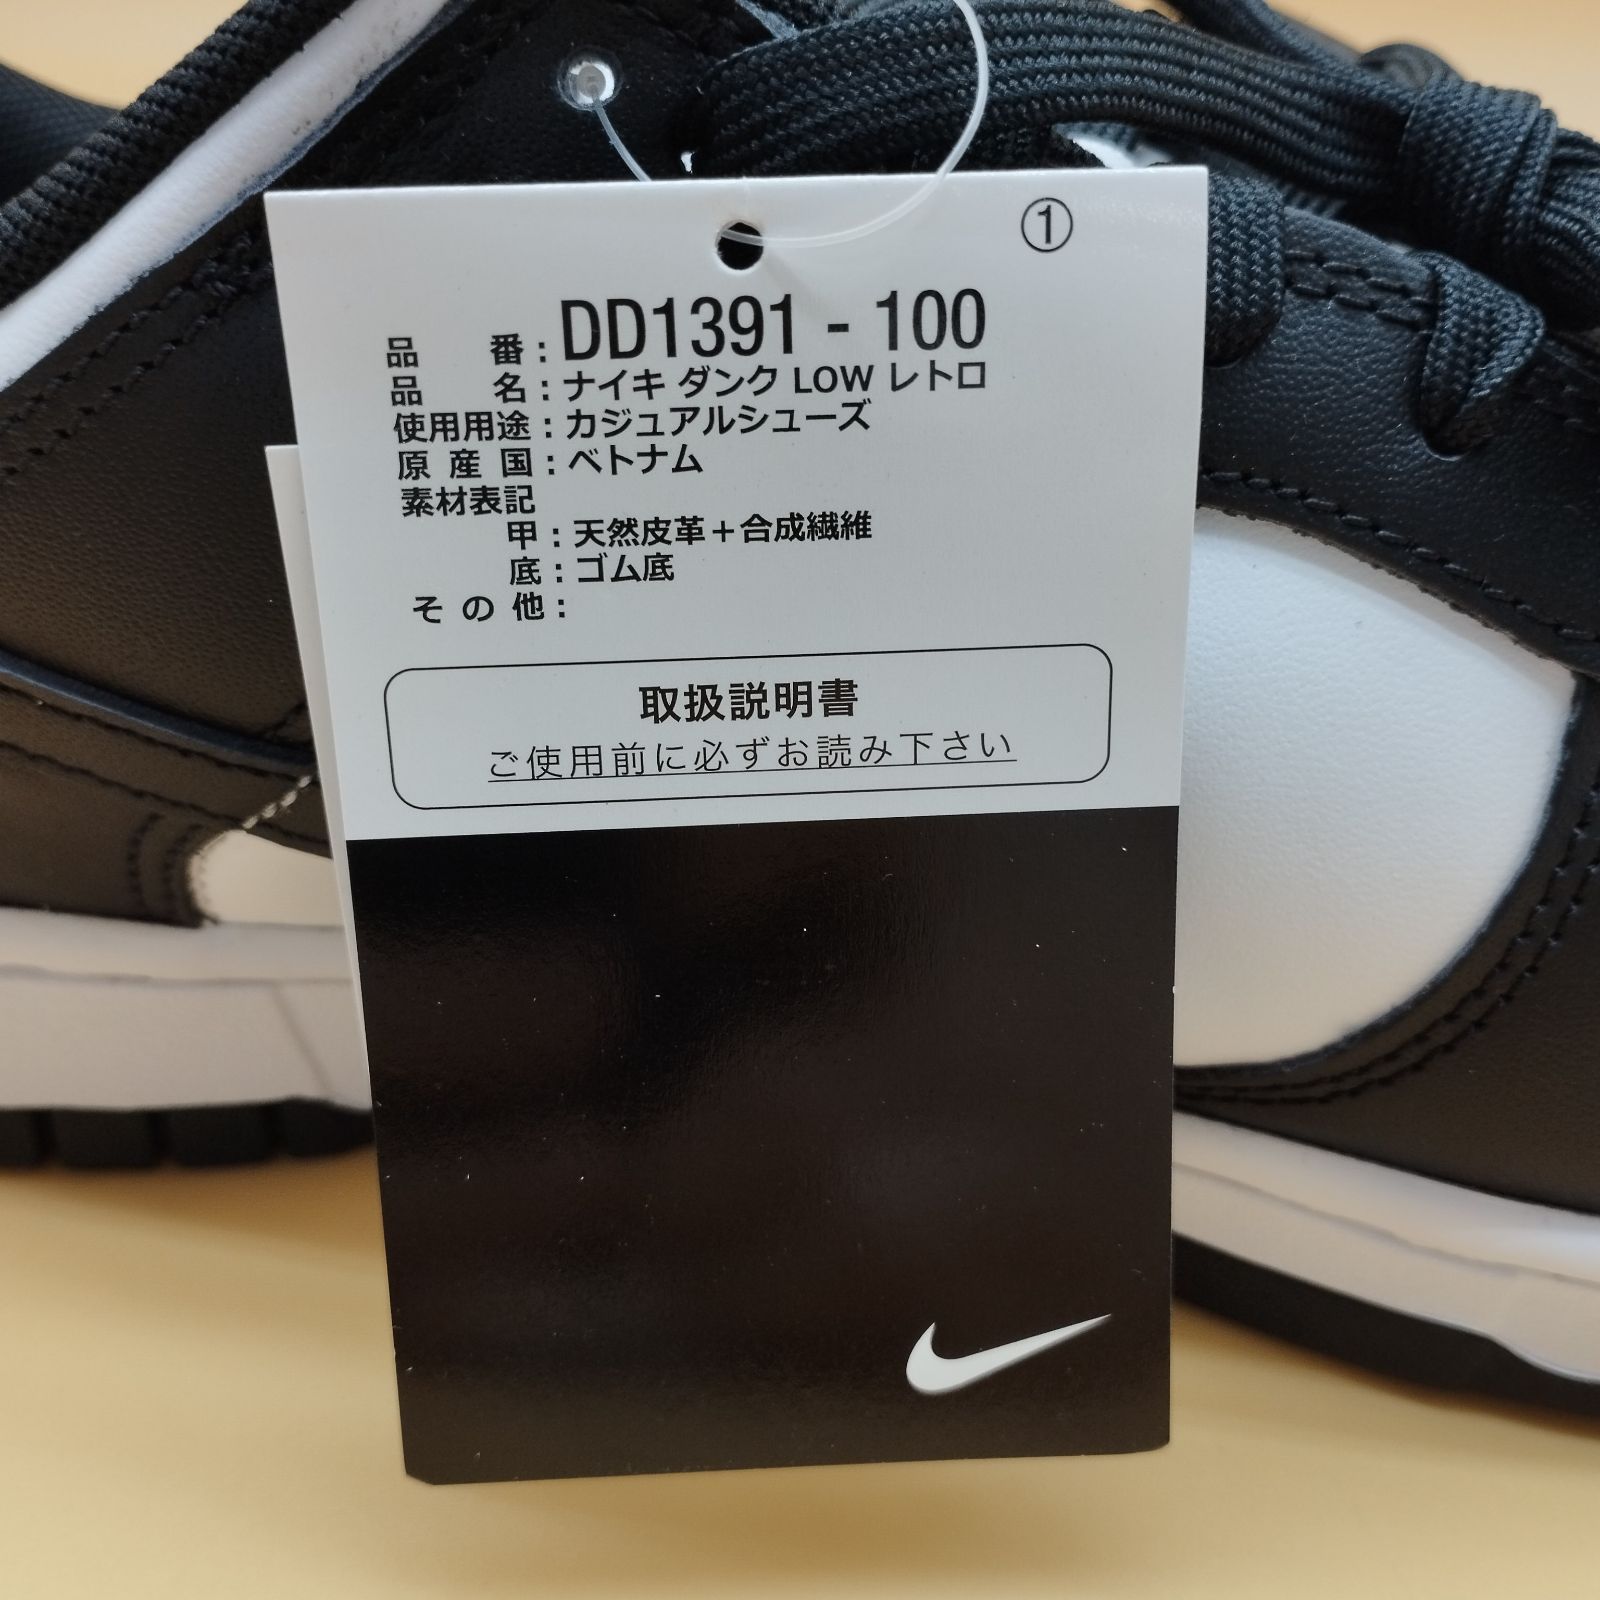 ①
品 番 : DD1391 - 100
品 名 : ナイキ ダンク LOW レトロ
使用用途 : カジュアルシューズ
原 産 国 : ベトナム
素材表記
甲 : 天然皮革＋合成繊維
底 : ゴム底
そ の 他 :
取扱説明書
ご使用前に必ずお読み下さい